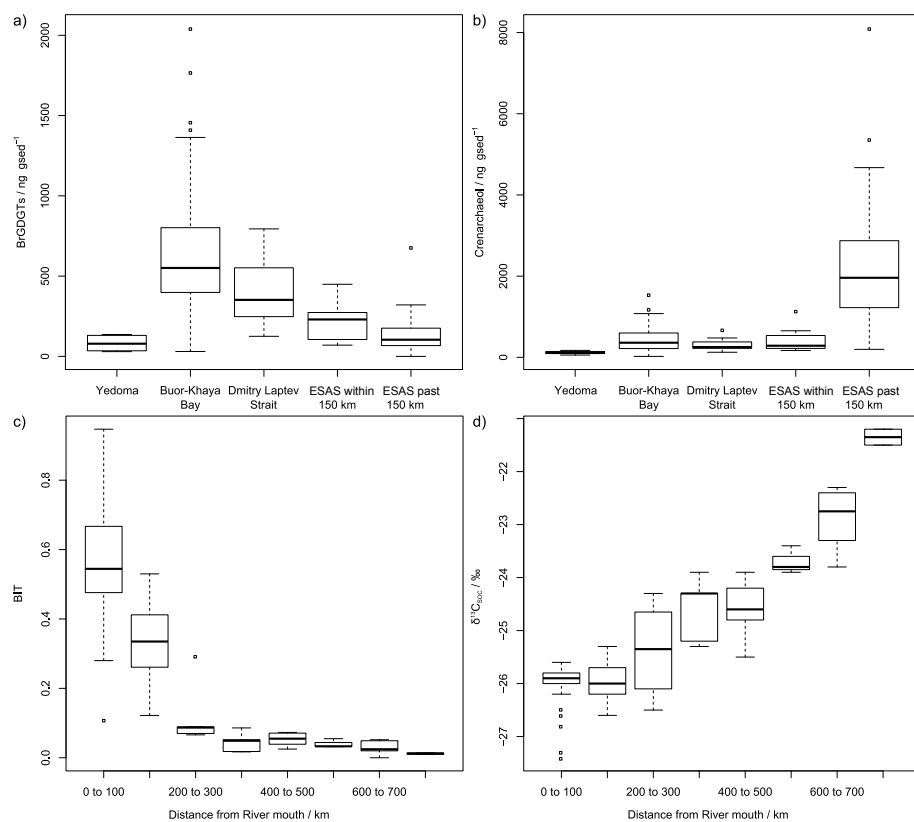 a)
BrGDGTs / ng gsed⁻¹
2000
1500
1000
500
0
Yedoma
Buor-Khaya
Bay
Dmitry Laptev
Strait
ESAS within
150 km
ESAS past
150 km
b)
Crenarchaeol / ng gsed⁻¹
8000
6000
4000
2000
0
Yedoma
Buor-Khaya
Bay
Dmitry Laptev
Strait
ESAS within
150 km
ESAS past
150 km
c)
BIT
0.8
0.6
0.4
0.2
0.0
0 to 100
200 to 300
400 to 500
600 to 700
Distance from River mouth / km
d)
δ¹³C_SOC / ‰
−22
−23
−24
−25
−26
−27
0 to 100
200 to 300
400 to 500
600 to 700
Distance from River mouth / km